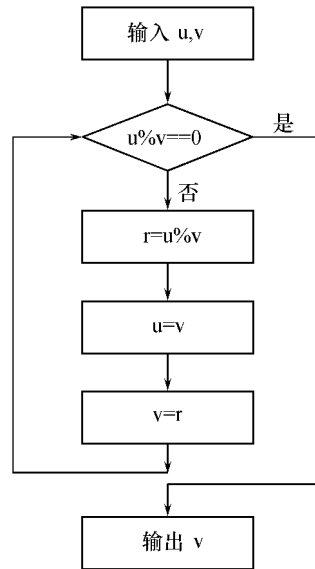 输入 u,v
u%v==0
是
否
r=u%v
u=v
v=r
输出 v